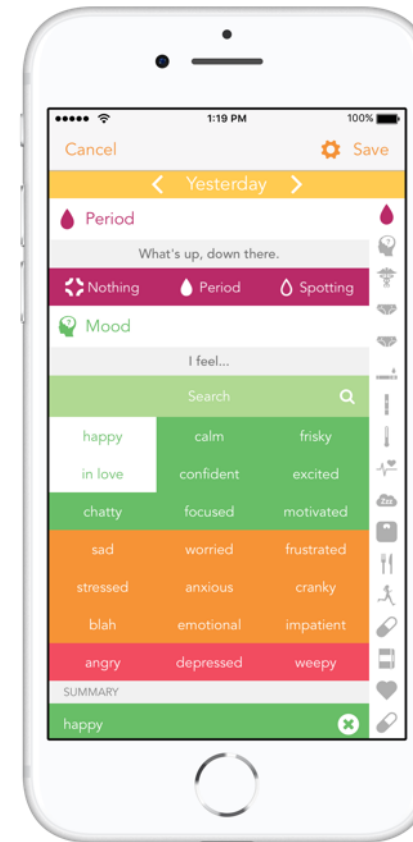 1:19 PM 100%
Cancel Save
Yesterday
Period
What's up, down there.
Nothing Period Spotting
Mood
I feel...
Search
happy calm frisky
in love confident excited
chatty focused motivated
sad worried frustrated
stressed anxious cranky
blah emotional impatient
angry depressed weepy
SUMMARY
happy